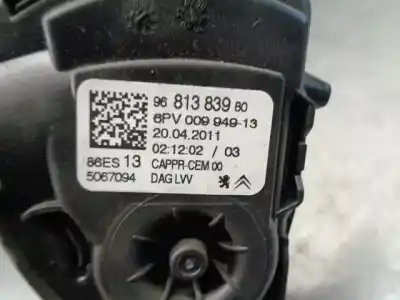 96 813 839 80
6PV 009 949-13
20.04.2011
02:12:02 / 03
86ES 13 CAPPR-CEM 00
5067094 DAG LVV